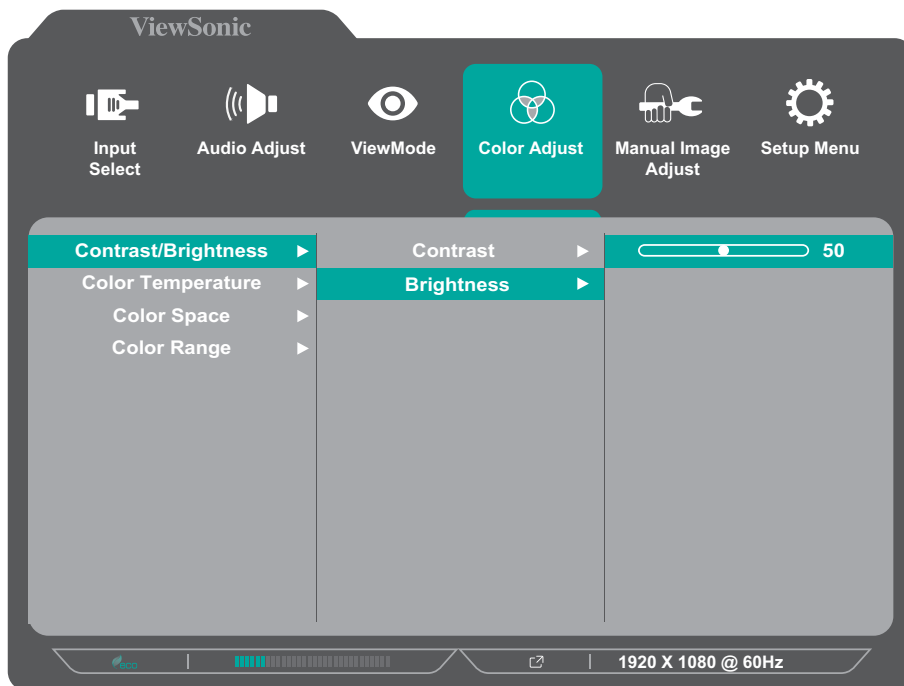 ViewSonic
Input Select
Audio Adjust
ViewMode
Color Adjust
Manual Image Adjust
Setup Menu
Contrast/Brightness
Contrast
50
Color Temperature
Brightness
Color Space
Color Range
eco
1920 X 1080 @ 60Hz